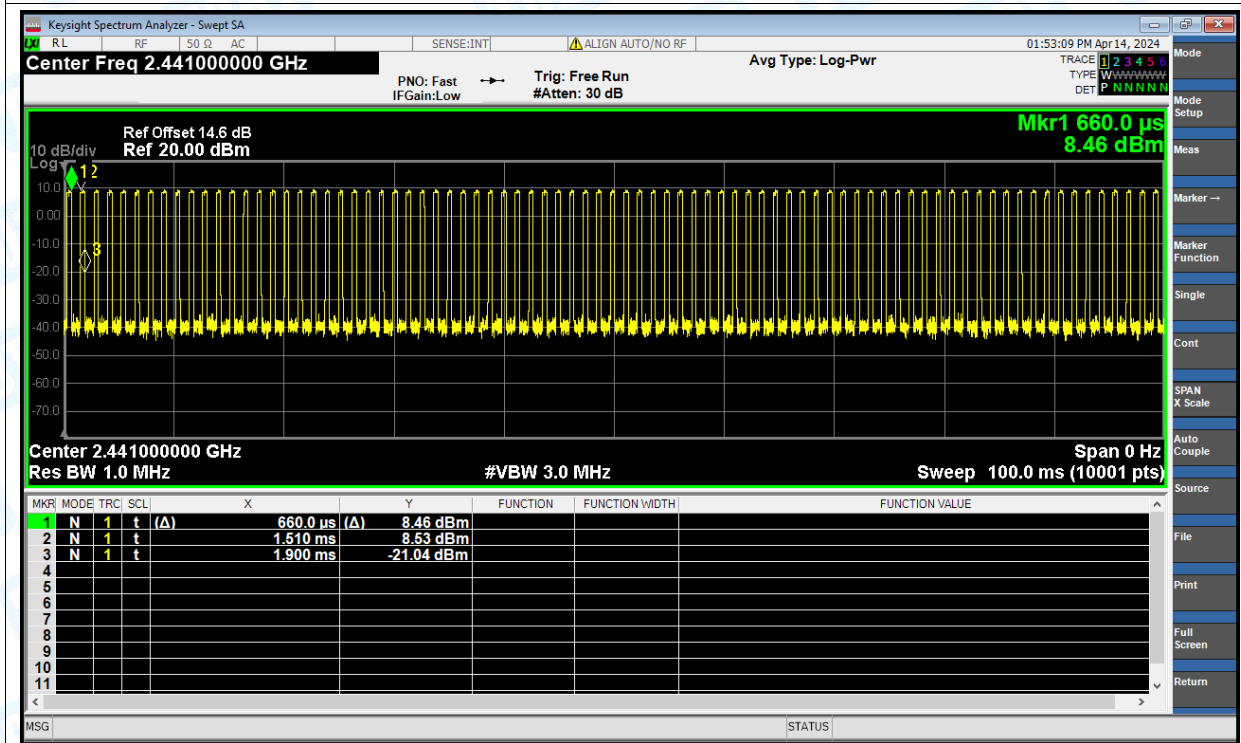 Keysight Spectrum Analyzer - Swept SA
LXI RL RF 50 Ω AC SENSE:INT ALIGN AUTO/NO RF 01:53:09 PM Apr 14, 2024
Center Freq 2.441000000 GHz
PNO: Fast
IFGain:Low
Trig: Free Run
#Atten: 30 dB
Avg Type: Log-Pwr
TRACE 1 2 3 4 5 6
TYPE WWWWWW
DET P N N N N N
Mkr1 660.0 µs
8.46 dBm
Ref Offset 14.6 dB
10 dB/div Ref 20.00 dBm
Log
1 2
10.0
0.00
-10.0
3
-20.0
-30.0
-40.0
-50.0
-60.0
-70.0
Center 2.441000000 GHz Span 0 Hz
Res BW 1.0 MHz #VBW 3.0 MHz Sweep 100.0 ms (10001 pts)
MKR MODE TRC SCL X Y FUNCTION FUNCTION WIDTH FUNCTION VALUE
1 N 1 t (Δ) 660.0 µs (Δ) 8.46 dBm
2 N 1 t 1.510 ms 8.53 dBm
3 N 1 t 1.900 ms -21.04 dBm
4
5
6
7
8
9
10
11
MSG STATUS
Mode
Mode
Setup
Meas
Marker →
Marker
Function
Single
Cont
SPAN
X Scale
Auto
Couple
Source
File
Print
Full
Screen
Return